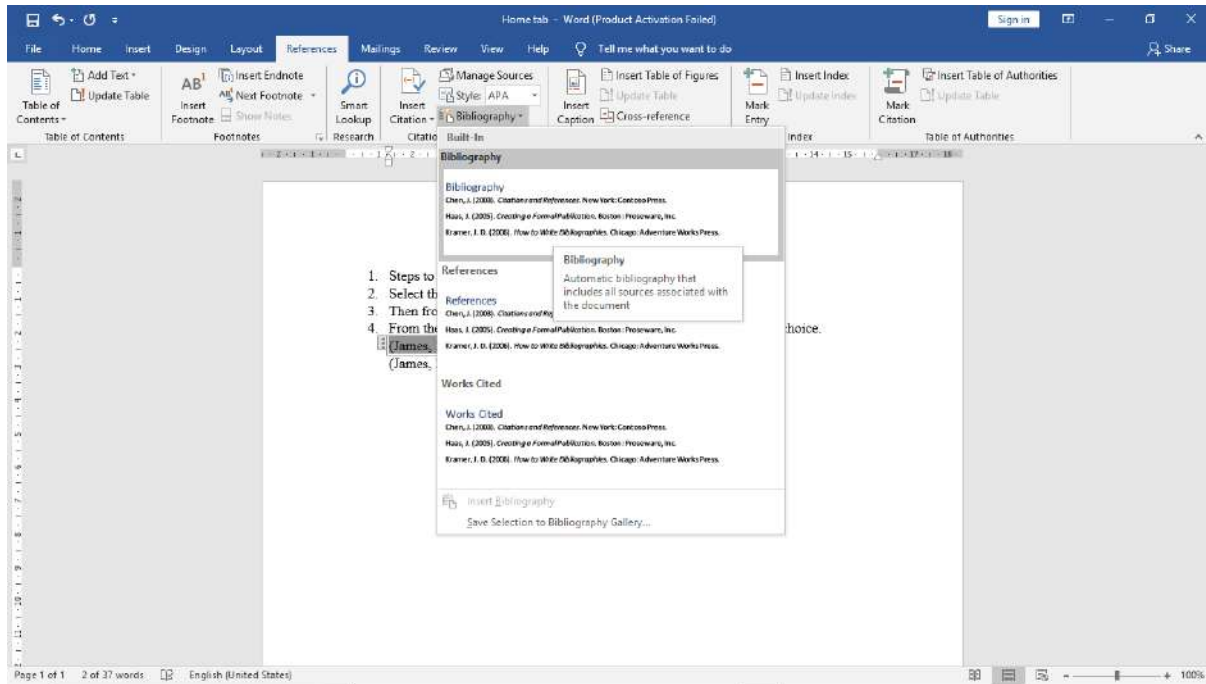 Home tab - Word (Product Activation Failed)
Sign in
File Home Insert Design Layout References Mailings Review View Help Tell me what you want to do Share
Table of Contents
Add Text
Update Table
Table of Contents
AB1 Insert Footnote
Insert Endnote
Next Footnote
Show Notes
Footnotes
Smart Lookup
Research
Insert Citation
Manage Sources
Style: APA
Bibliography
Citatio
Insert Caption
Insert Table of Figures
Update Table
Cross-reference
Mark Entry
Insert Index
Update Index
Index
Mark Citation
Insert Table of Authorities
Update Table
Table of Authorities
Built-In
Bibliography
Bibliography
Chen, J. (2008). Citations and References. New York: Contoso Press.
Haas, J. (2005). Creating a Formal Publication. Boston: Proseware, Inc.
Kramer, J. D. (2006). How to Write Bibliographies. Chicago: Adventure Works Press.
Bibliography
Automatic bibliography that
includes all sources associated with
the document
References
References
Chen, J. (2008). Citations and
Haas, J. (2005). Creating a Formal Publication. Boston: Proseware, Inc.
Kramer, J. D. (2006). How to Write Bibliographies. Chicago: Adventure Works Press.
Works Cited
Works Cited
Chen, J. (2008). Citations and References. New York: Contoso Press.
Haas, J. (2005). Creating a Formal Publication. Boston: Proseware, Inc.
Kramer, J. D. (2006). How to Write Bibliographies. Chicago: Adventure Works Press.
Insert Bibliography
Save Selection to Bibliography Gallery...
1. Steps to
2. Select th
3. Then fro
4. From the choice.
(James,
(James,
Page 1 of 1 2 of 37 words English (United States) 100%